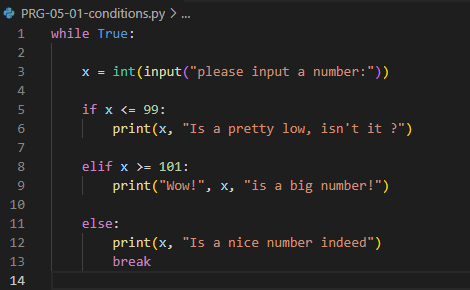 PRG-05-01-conditions.py > ...
1 while True:
2
3     x = int(input("please input a number:"))
4
5     if x <= 99:
6         print(x, "Is a pretty low, isn't it ?")
7
8     elif x >= 101:
9         print("Wow!", x, "is a big number!")
10
11     else:
12         print(x, "Is a nice number indeed")
13         break
14